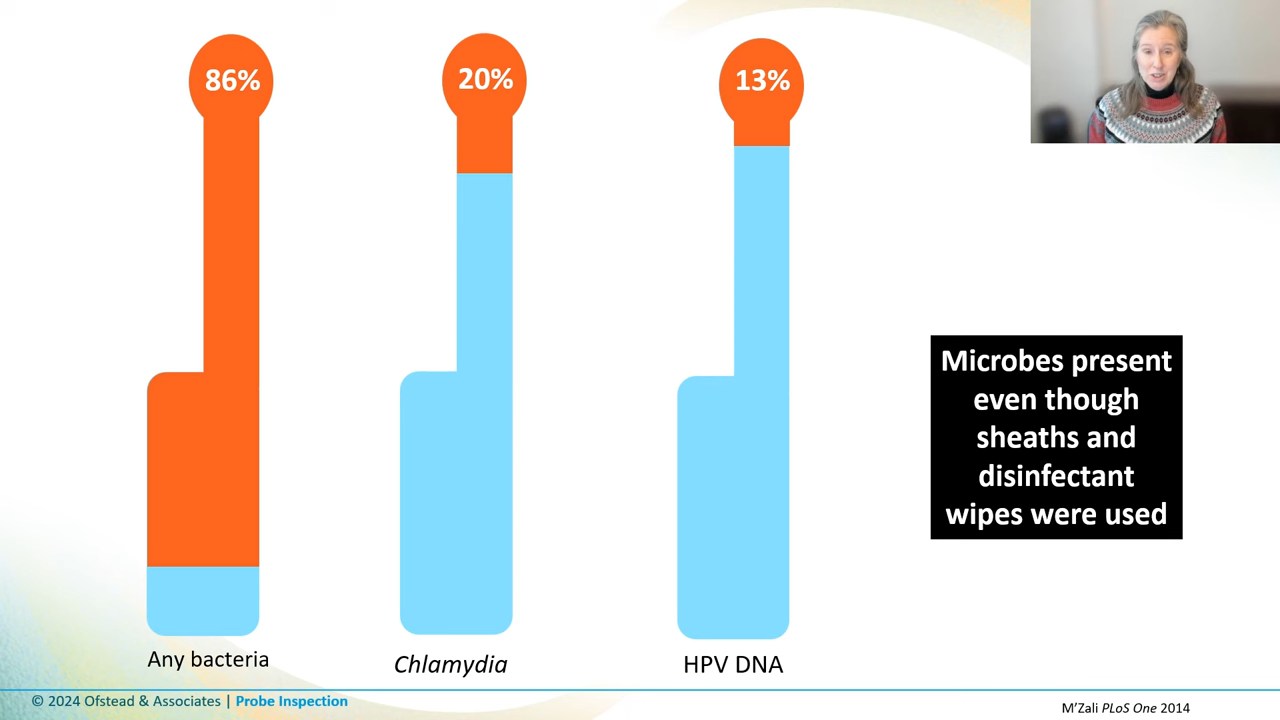 86%
20%
13%
Microbes present
even though
sheaths and
disinfectant
wipes were used
Any bacteria
Chlamydia
HPV DNA
© 2024 Ofstead & Associates | Probe Inspection
M’Zali PLoS One 2014